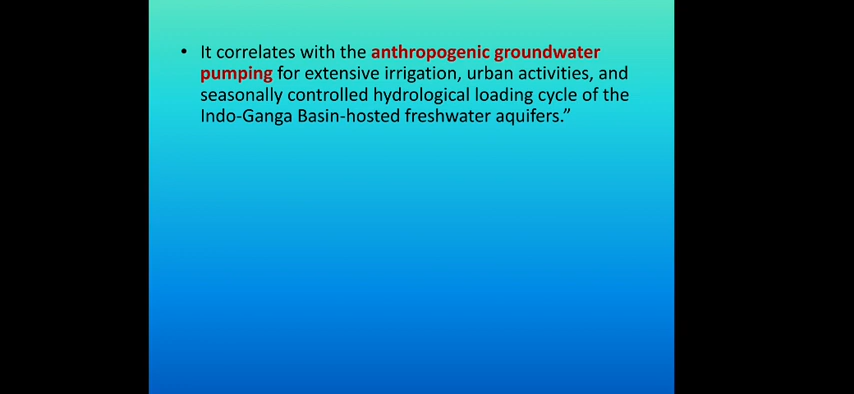 • It correlates with the anthropogenic groundwater
pumping for extensive irrigation, urban activities, and
seasonally controlled hydrological loading cycle of the
Indo-Ganga Basin-hosted freshwater aquifers.”